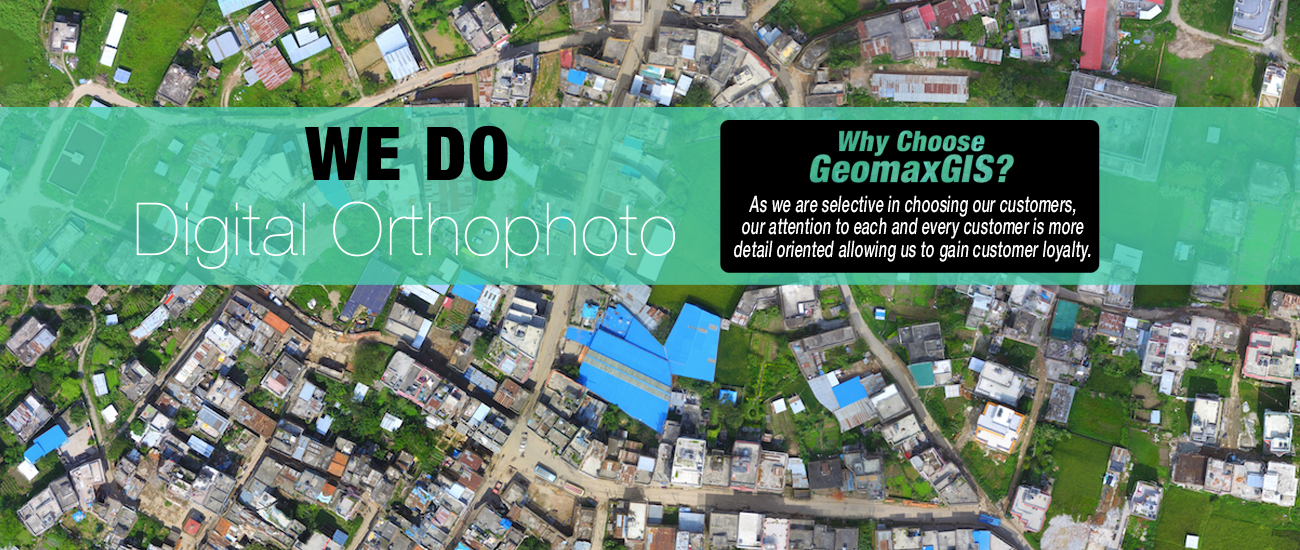 WE DO
Digital Orthophoto
Why Choose
GeomaxGIS?
As we are selective in choosing our customers,
our attention to each and every customer is more
detail oriented allowing us to gain customer loyalty.